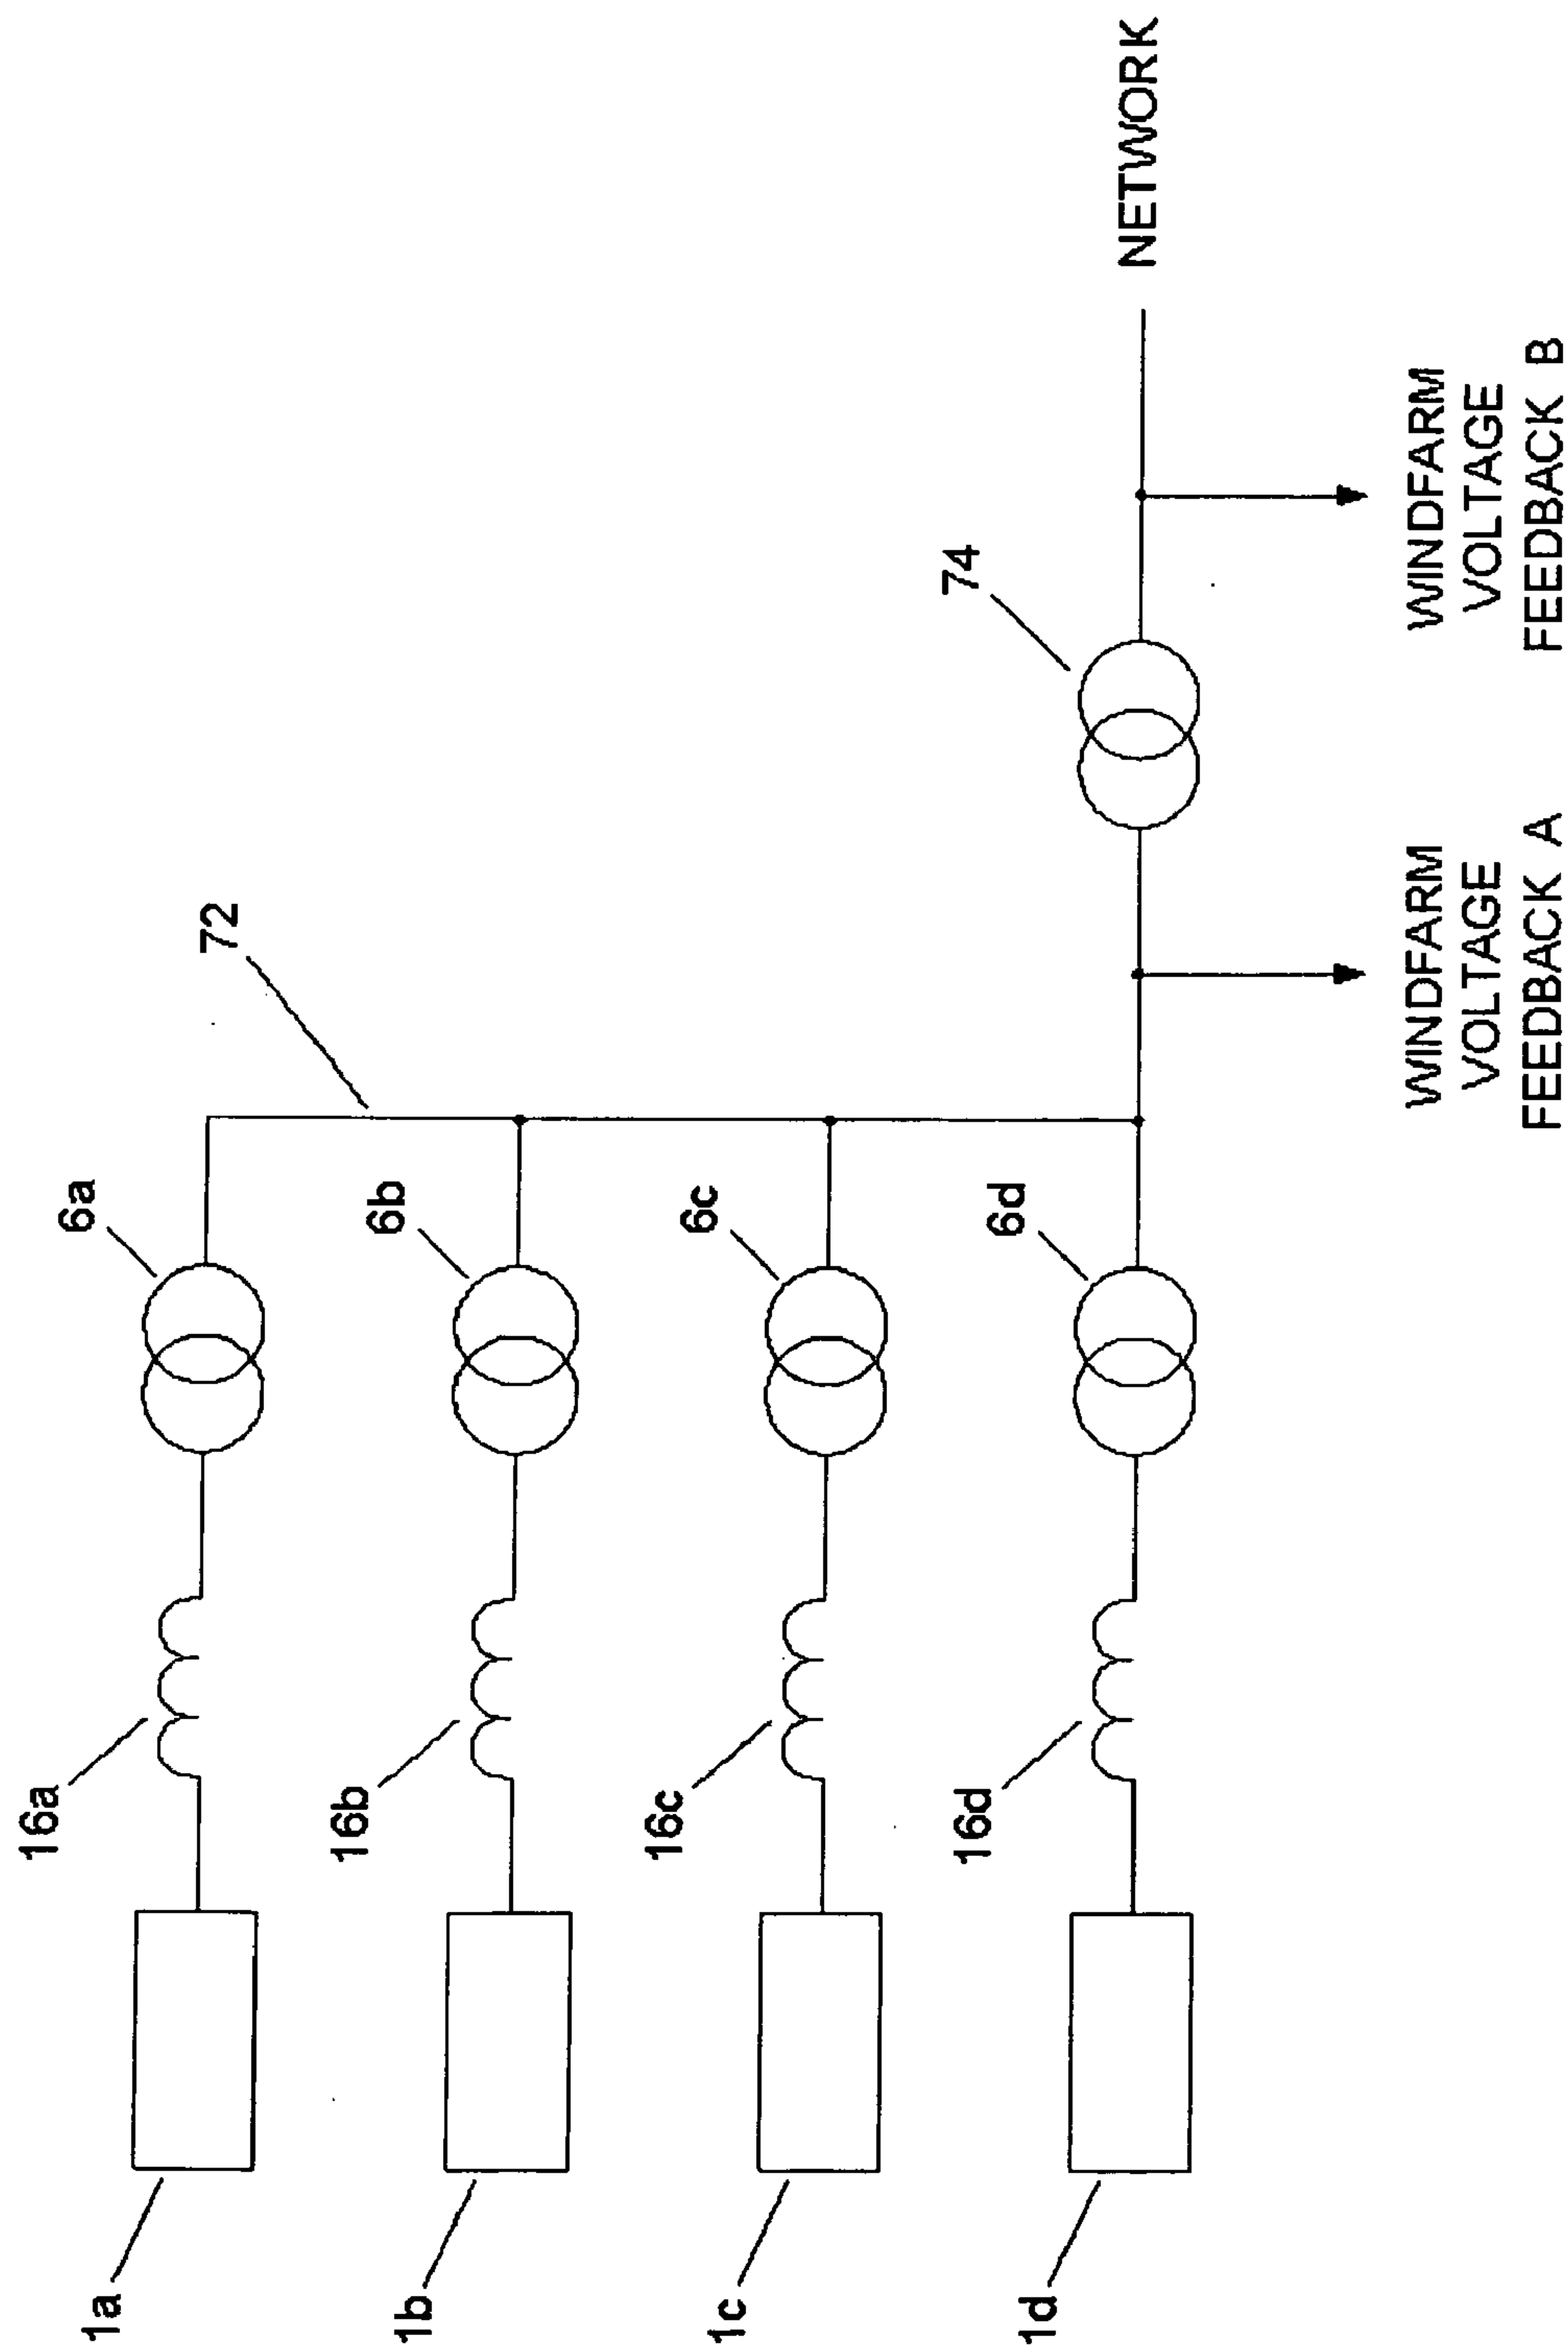 1a
16a
6a
72
1b
16b
6b
1c
16c
6c
1d
16d
6d
74
NETWORK
WINDFARM
VOLTAGE
FEEDBACK A
WINDFARM
VOLTAGE
FEEDBACK B